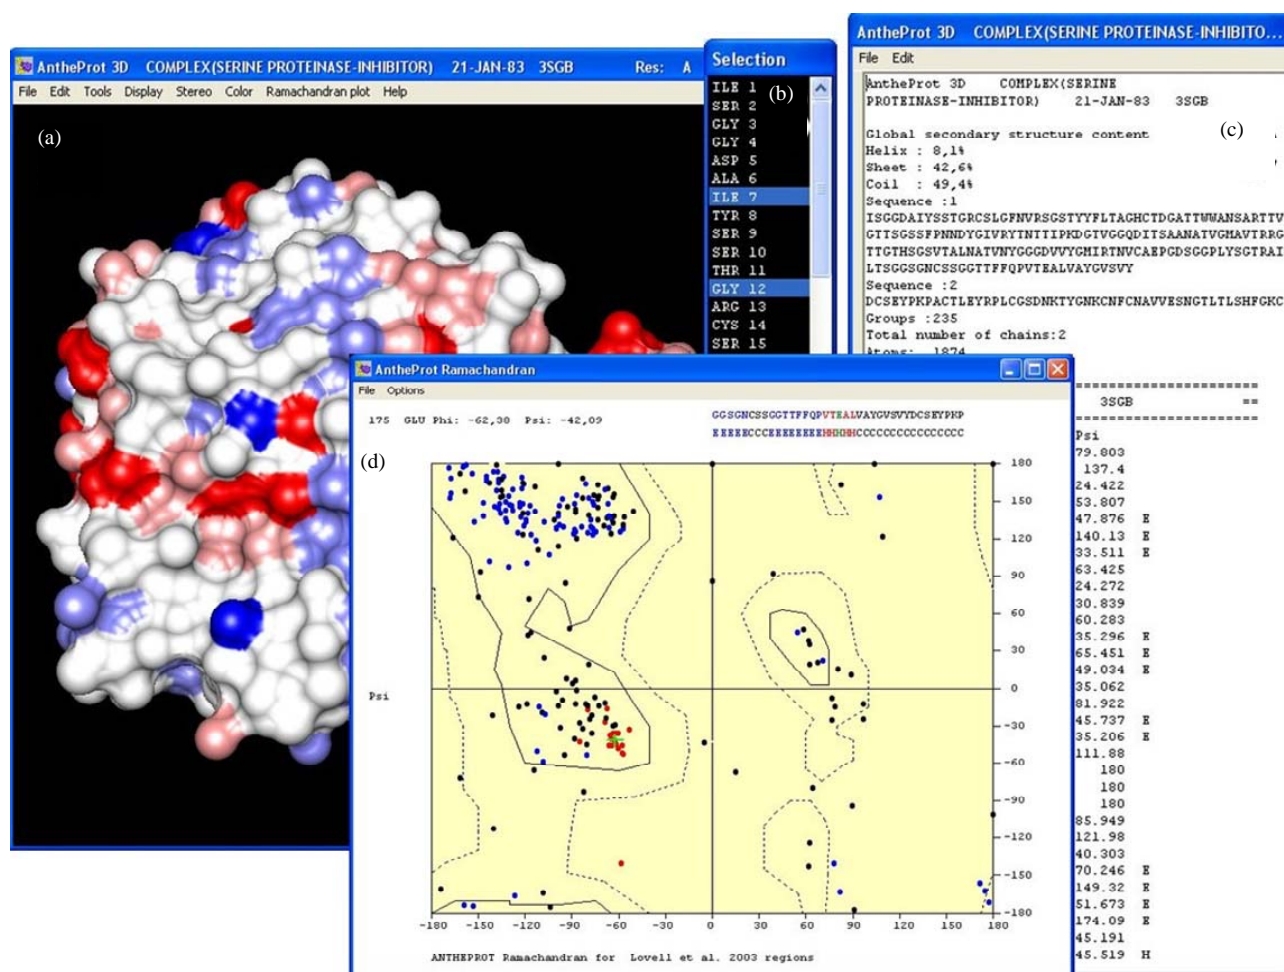 AntheProt 3D COMPLEX(SERINE PROTEINASE-INHIBITOR) 21-JAN-83 3SGB Res: A
File Edit Tools Display Stereo Color Ramachandran plot Help
(a)
Selection
(b)
ILE 1
SER 2
GLY 3
GLY 4
ASP 5
ALA 6
ILE 7
TYR 8
SER 9
SER 10
THR 11
GLY 12
ARG 13
CYS 14
SER 15
AntheProt 3D COMPLEX(SERINE PROTEINASE-INHIBITO...
File Edit
AntheProt 3D COMPLEX(SERINE
PROTEINASE-INHIBITOR) 21-JAN-83 3SGB
(c)
Global secondary structure content
Helix : 8,1%
Sheet : 42,6%
Coil : 49,4%
Sequence :1
ISGGDAIYSSTGRCSLGFNVRSGSTYYFLTAGHCTDGATTWWANSARTTV
GTTSGSSFPNNDYGIVRYTNTTIPKDGTVGGQDITSAANATVGMAVTRRG
TTGTHSGSVTALNATVNYGGGDVVYGMIRTNVCAEPGDSGGPLYSGTRAI
LTSGGSGNCSSGGTTFFQPVTEALVAYGVSVY
Sequence :2
DCSEYPKPACTLEYRPLCGSDNKTYGNKCNFCNAVVESNGTLTLSHFGKC
Groups :235
Total number of chains:2
Atoms: 1874
==========================
3SGB ==
==========================
Psi
79.803
137.4
24.422
53.807
47.876 E
140.13 E
33.511 E
63.425
24.272
30.839
60.283
35.296 E
65.451 E
49.034 E
35.062
81.922
45.737 E
35.206 E
111.88
180
180
180
85.949
121.98
40.303
70.246 E
149.32 E
51.673 E
174.09 E
45.191
45.519 H
AntheProt Ramachandran
File Options
175 GLU Phi: -62,38 Psi: -42,09
GGSGNCSSGGTTFFQPVTEALVAYGVSVYDCSEYPKP
EEEEECCCEEEEEEEEHHHHHCCCCCCCCCCCCCCCC
(d)
180
150
120
90
60
30
0
-30
-60
-90
-120
-150
-180
Psi
-180 -150 -120 -90 -60 -30 0 30 60 90 120 150 180
ANTHEPROT Ramachandran for Lovell et al. 2003 regions